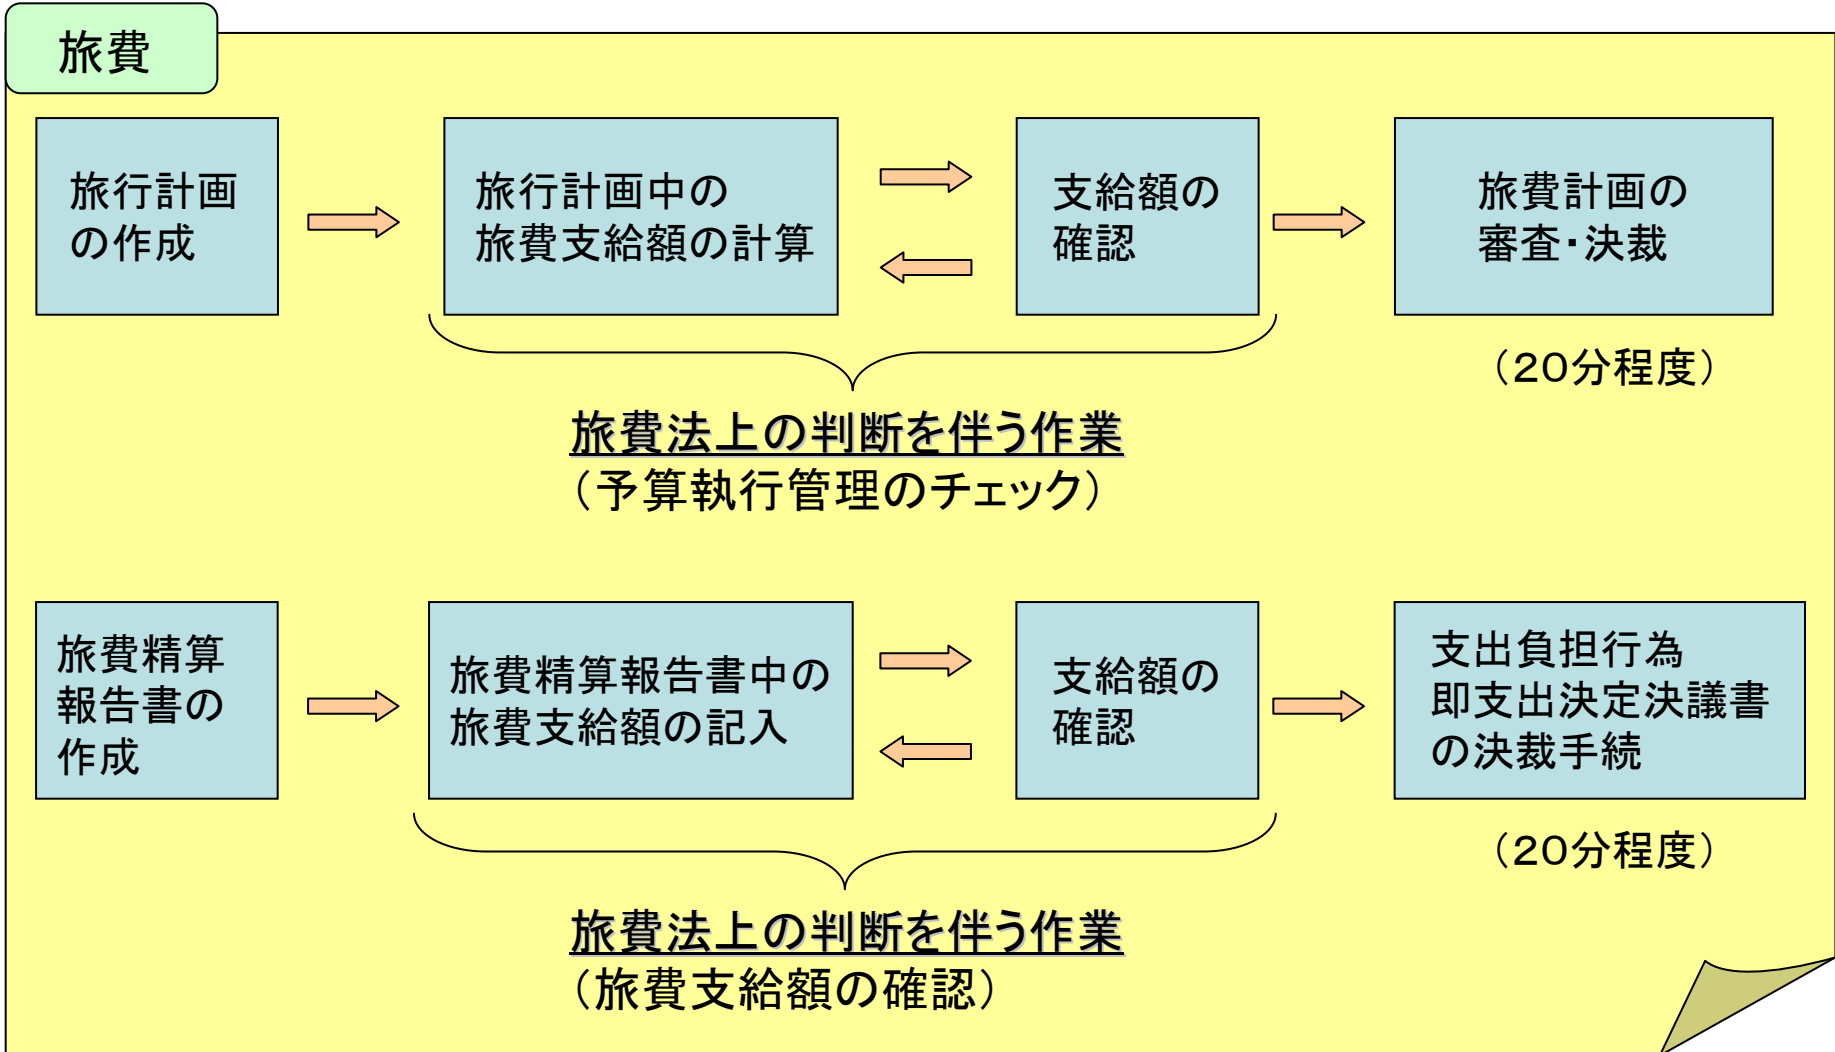 旅費
旅行計画
の作成
旅行計画中の
旅費支給額の計算
支給額の
確認
旅費計画の
審査・決裁
（20分程度）
旅費法上の判断を伴う作業
（予算執行管理のチェック）
旅費精算
報告書の
作成
旅費精算報告書中の
旅費支給額の記入
支給額の
確認
支出負担行為
即支出決定決議書
の決裁手続
（20分程度）
旅費法上の判断を伴う作業
（旅費支給額の確認）